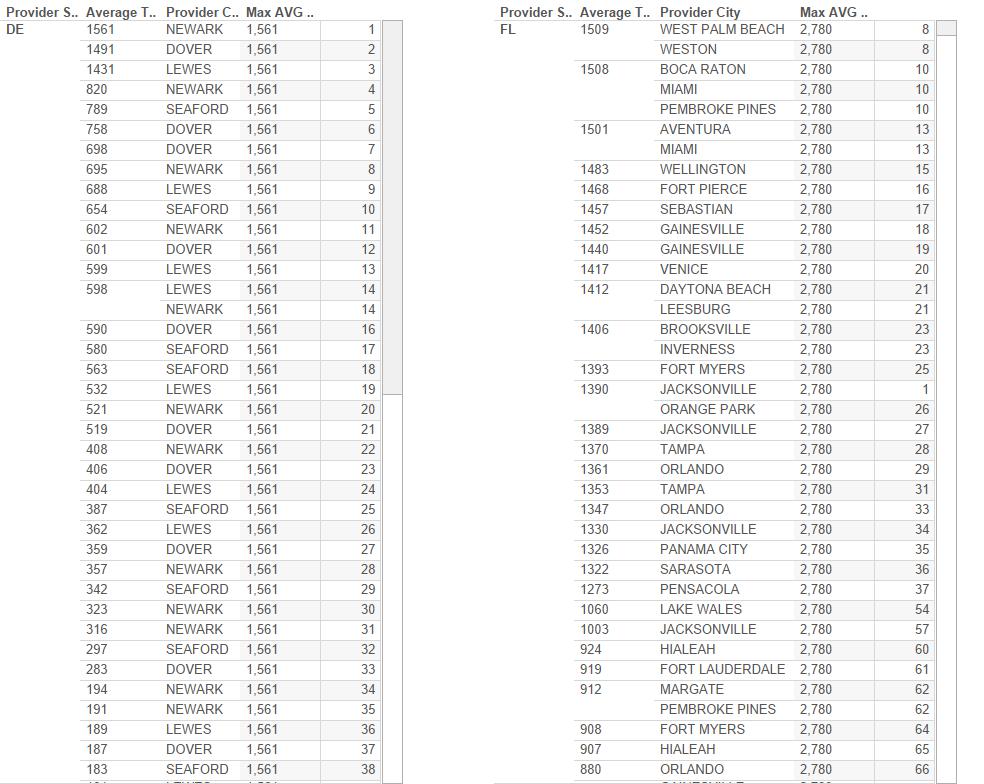 Provider S.. Average T.. Provider C.. Max AVG ..
DE 1561 NEWARK 1,561 1
1491 DOVER 1,561 2
1431 LEWES 1,561 3
820 NEWARK 1,561 4
789 SEAFORD 1,561 5
758 DOVER 1,561 6
698 DOVER 1,561 7
695 NEWARK 1,561 8
688 LEWES 1,561 9
654 SEAFORD 1,561 10
602 NEWARK 1,561 11
601 DOVER 1,561 12
599 LEWES 1,561 13
598 LEWES 1,561 14
NEWARK 1,561 14
590 DOVER 1,561 16
580 SEAFORD 1,561 17
563 SEAFORD 1,561 18
532 LEWES 1,561 19
521 NEWARK 1,561 20
519 DOVER 1,561 21
408 NEWARK 1,561 22
406 DOVER 1,561 23
404 LEWES 1,561 24
387 SEAFORD 1,561 25
362 LEWES 1,561 26
359 DOVER 1,561 27
357 NEWARK 1,561 28
342 SEAFORD 1,561 29
323 NEWARK 1,561 30
316 NEWARK 1,561 31
297 SEAFORD 1,561 32
283 DOVER 1,561 33
194 NEWARK 1,561 34
191 NEWARK 1,561 35
189 LEWES 1,561 36
187 DOVER 1,561 37
183 SEAFORD 1,561 38
Provider S.. Average T.. Provider City Max AVG ..
FL 1509 WEST PALM BEACH 2,780 8
WESTON 2,780 8
1508 BOCA RATON 2,780 10
MIAMI 2,780 10
PEMBROKE PINES 2,780 10
1501 AVENTURA 2,780 13
MIAMI 2,780 13
1483 WELLINGTON 2,780 15
1468 FORT PIERCE 2,780 16
1457 SEBASTIAN 2,780 17
1452 GAINESVILLE 2,780 18
1440 GAINESVILLE 2,780 19
1417 VENICE 2,780 20
1412 DAYTONA BEACH 2,780 21
LEESBURG 2,780 21
1406 BROOKSVILLE 2,780 23
INVERNESS 2,780 23
1393 FORT MYERS 2,780 25
1390 JACKSONVILLE 2,780 1
ORANGE PARK 2,780 26
1389 JACKSONVILLE 2,780 27
1370 TAMPA 2,780 28
1361 ORLANDO 2,780 29
1353 TAMPA 2,780 31
1347 ORLANDO 2,780 33
1330 JACKSONVILLE 2,780 34
1326 PANAMA CITY 2,780 35
1322 SARASOTA 2,780 36
1273 PENSACOLA 2,780 37
1060 LAKE WALES 2,780 54
1003 JACKSONVILLE 2,780 57
924 HIALEAH 2,780 60
919 FORT LAUDERDALE 2,780 61
912 MARGATE 2,780 62
PEMBROKE PINES 2,780 62
908 FORT MYERS 2,780 64
907 HIALEAH 2,780 65
880 ORLANDO 2,780 66